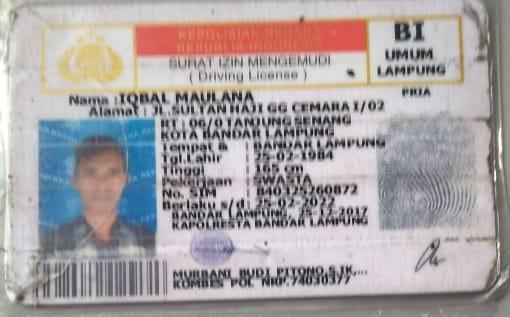 KEPOLISIAN NEGARA
REPUBLIK INDONESIA
SURAT IZIN MENGEMUDI
( Driving License )
BI
UMUM
LAMPUNG
PRIA
Nama : IQBAL MAULANA
Alamat : JL.SULTAN HAJI GG CEMARA I/02
RT : 06/0 TANJUNG SENANG
KOTA BANDAR LAMPUNG
Tempat & : BANDAR LAMPUNG
Tgl.Lahir : 25-02-1984
Tinggi : 165 cm
Pekerjaan : SWASTA
No. SIM : 840325260872
Berlaku s/d : 25-02-2022
BANDAR LAMPUNG, 26-12-2017
KAPOLRESTA BANDAR LAMPUNG
MURBANI BUDI PITONO,S.IK,...
KOMBES POL NRP.74030377